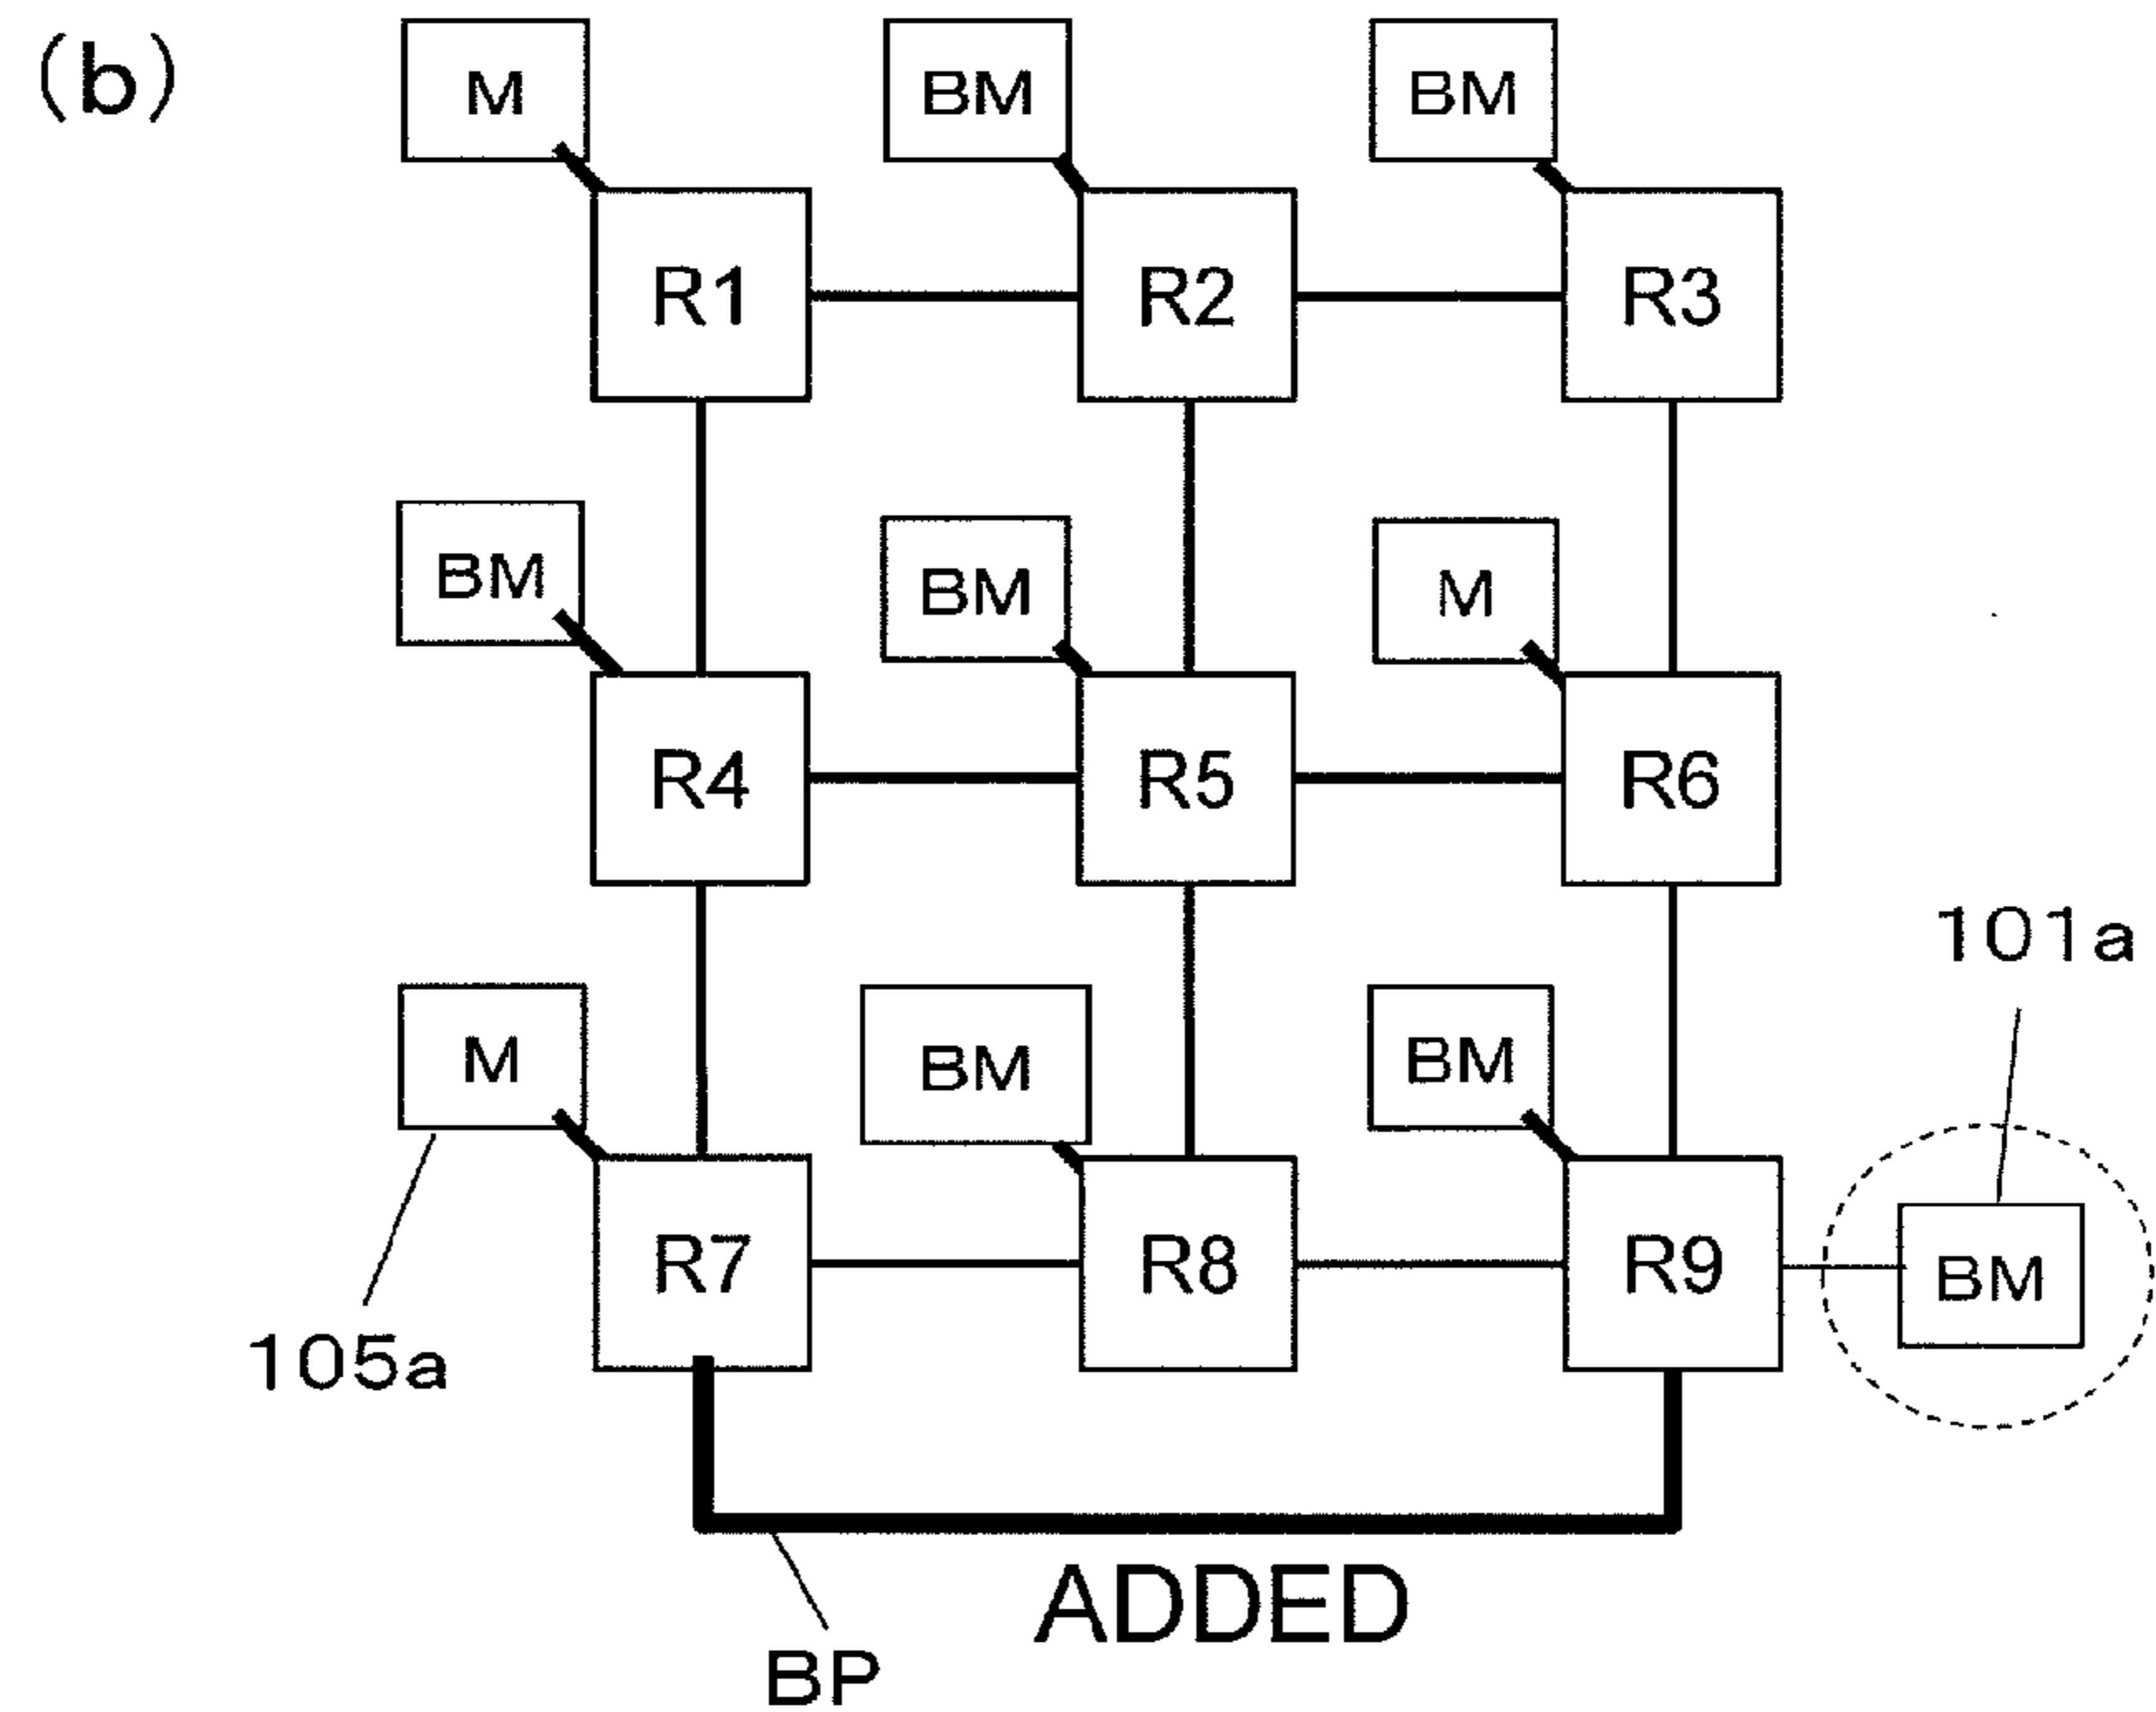 (b)
M BM BM
R1 R2 R3
BM BM M
R4 R5 R6
101a
M BM BM
R7 R8 R9 BM
105a
ADDED
BP